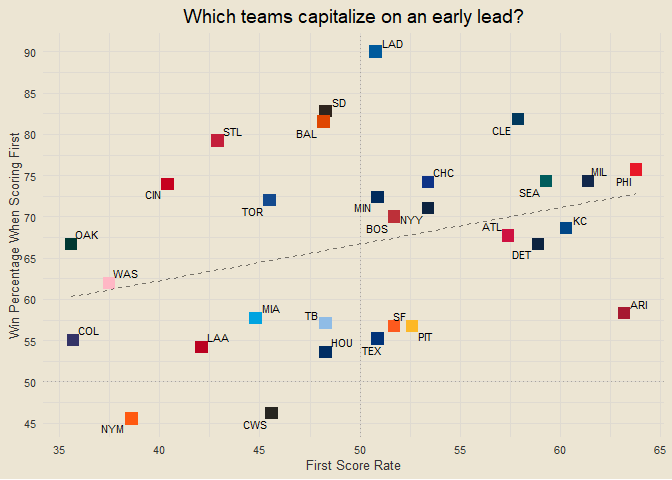 Which teams capitalize on an early lead?
Win Percentage When Scoring First
90
85
80
75
70
65
60
55
50
45
LAD
SD
BAL
CLE
STL
CHC
MIL
PHI
CIN
SEA
MIN
TOR
NYY
BOS
ATL
KC
OAK
DET
WAS
MIA
TB
SF
ARI
PIT
COL
LAA
HOU
TEX
NYM
CWS
35
40
45
50
55
60
65
First Score Rate